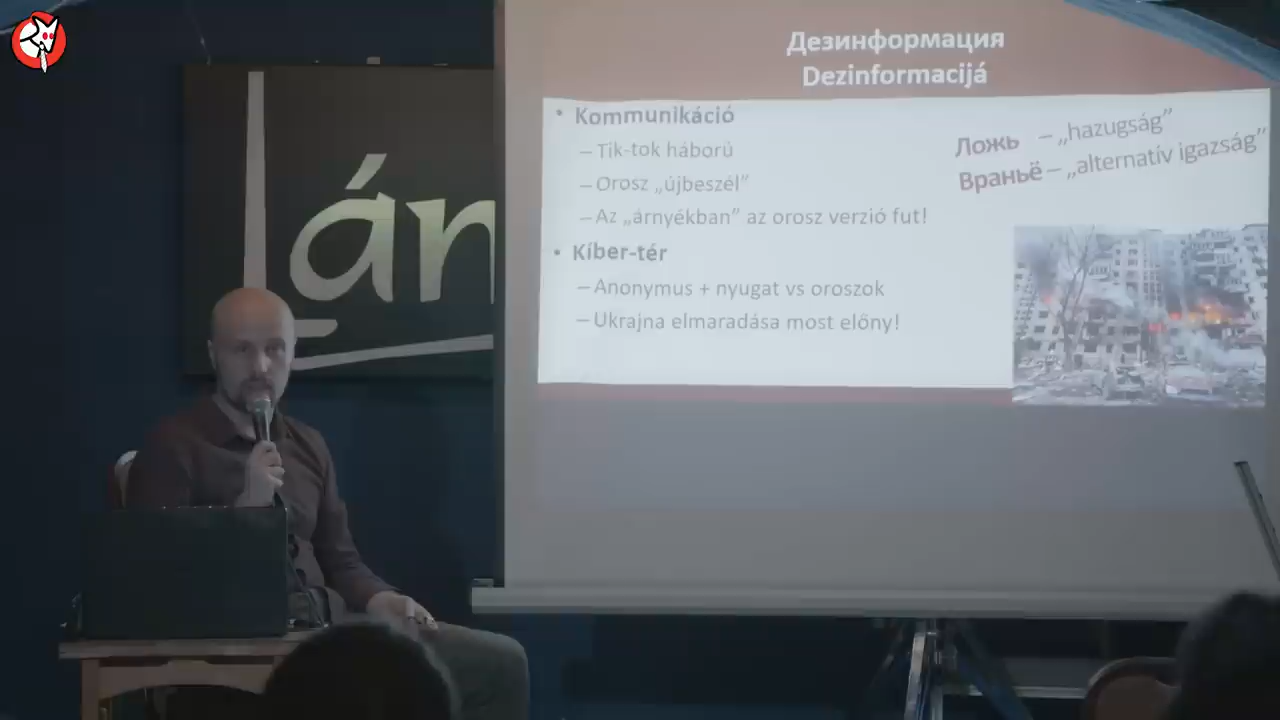 Дезинформация
Dezinformacijá
• Kommunikáció
– Tik-tok háború
– Orosz „újbeszél”
– Az „árnyékban” az orosz verzió fut!
• Kíber-tér
– Anonymus + nyugat vs oroszok
– Ukrajna elmaradása most előny!
Ложь – „hazugság”
Враньё – „alternatív igazság”
án